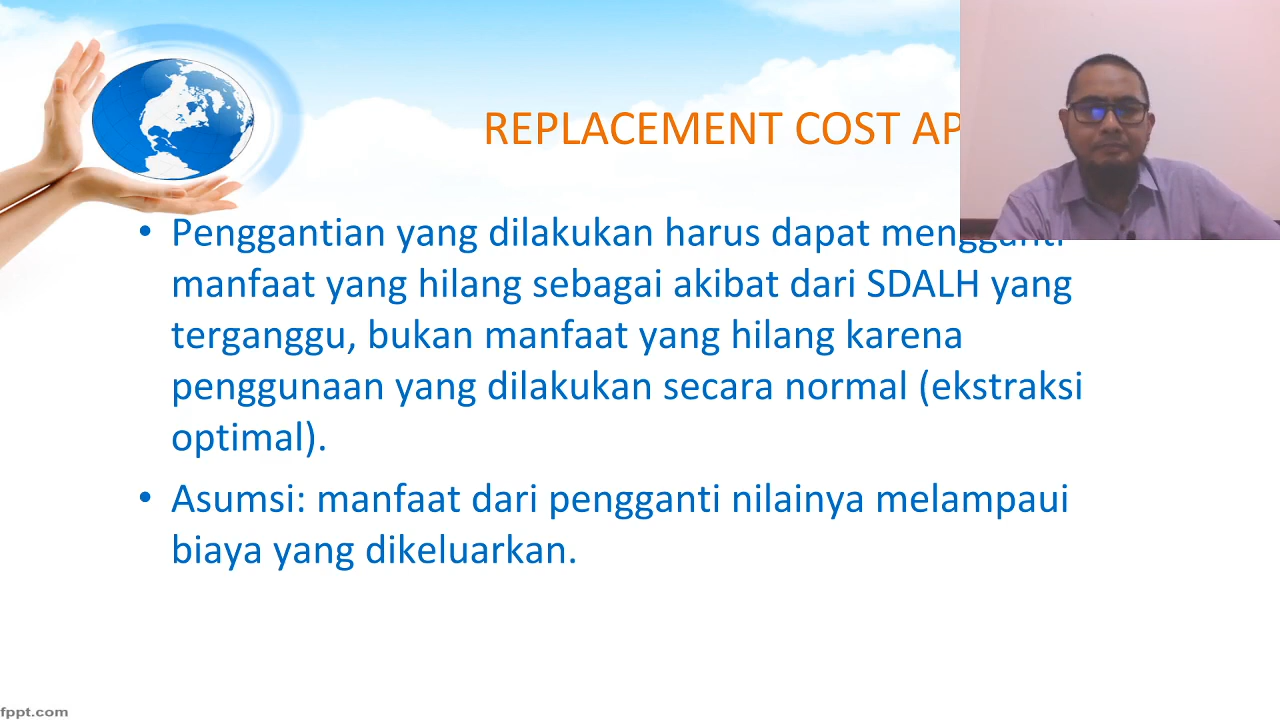 REPLACEMENT COST AP
• Penggantian yang dilakukan harus dapat mengganti
manfaat yang hilang sebagai akibat dari SDALH yang
terganggu, bukan manfaat yang hilang karena
penggunaan yang dilakukan secara normal (ekstraksi
optimal).
• Asumsi: manfaat dari pengganti nilainya melampaui
biaya yang dikeluarkan.
fppt.com